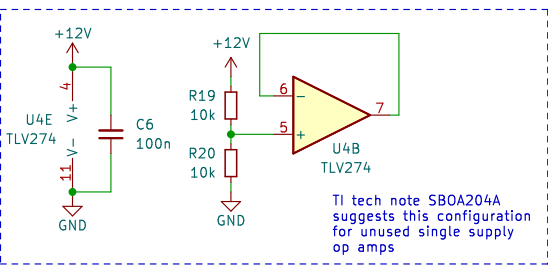 +12V
+12V
4
V+
U4E
TLV274
V-
11
C6
100n
GND
R19
10k
R20
10k
GND
6
-
5
+
7
U4B
TLV274
TI tech note SBOA204A
suggests this configuration
for unused single supply
op amps